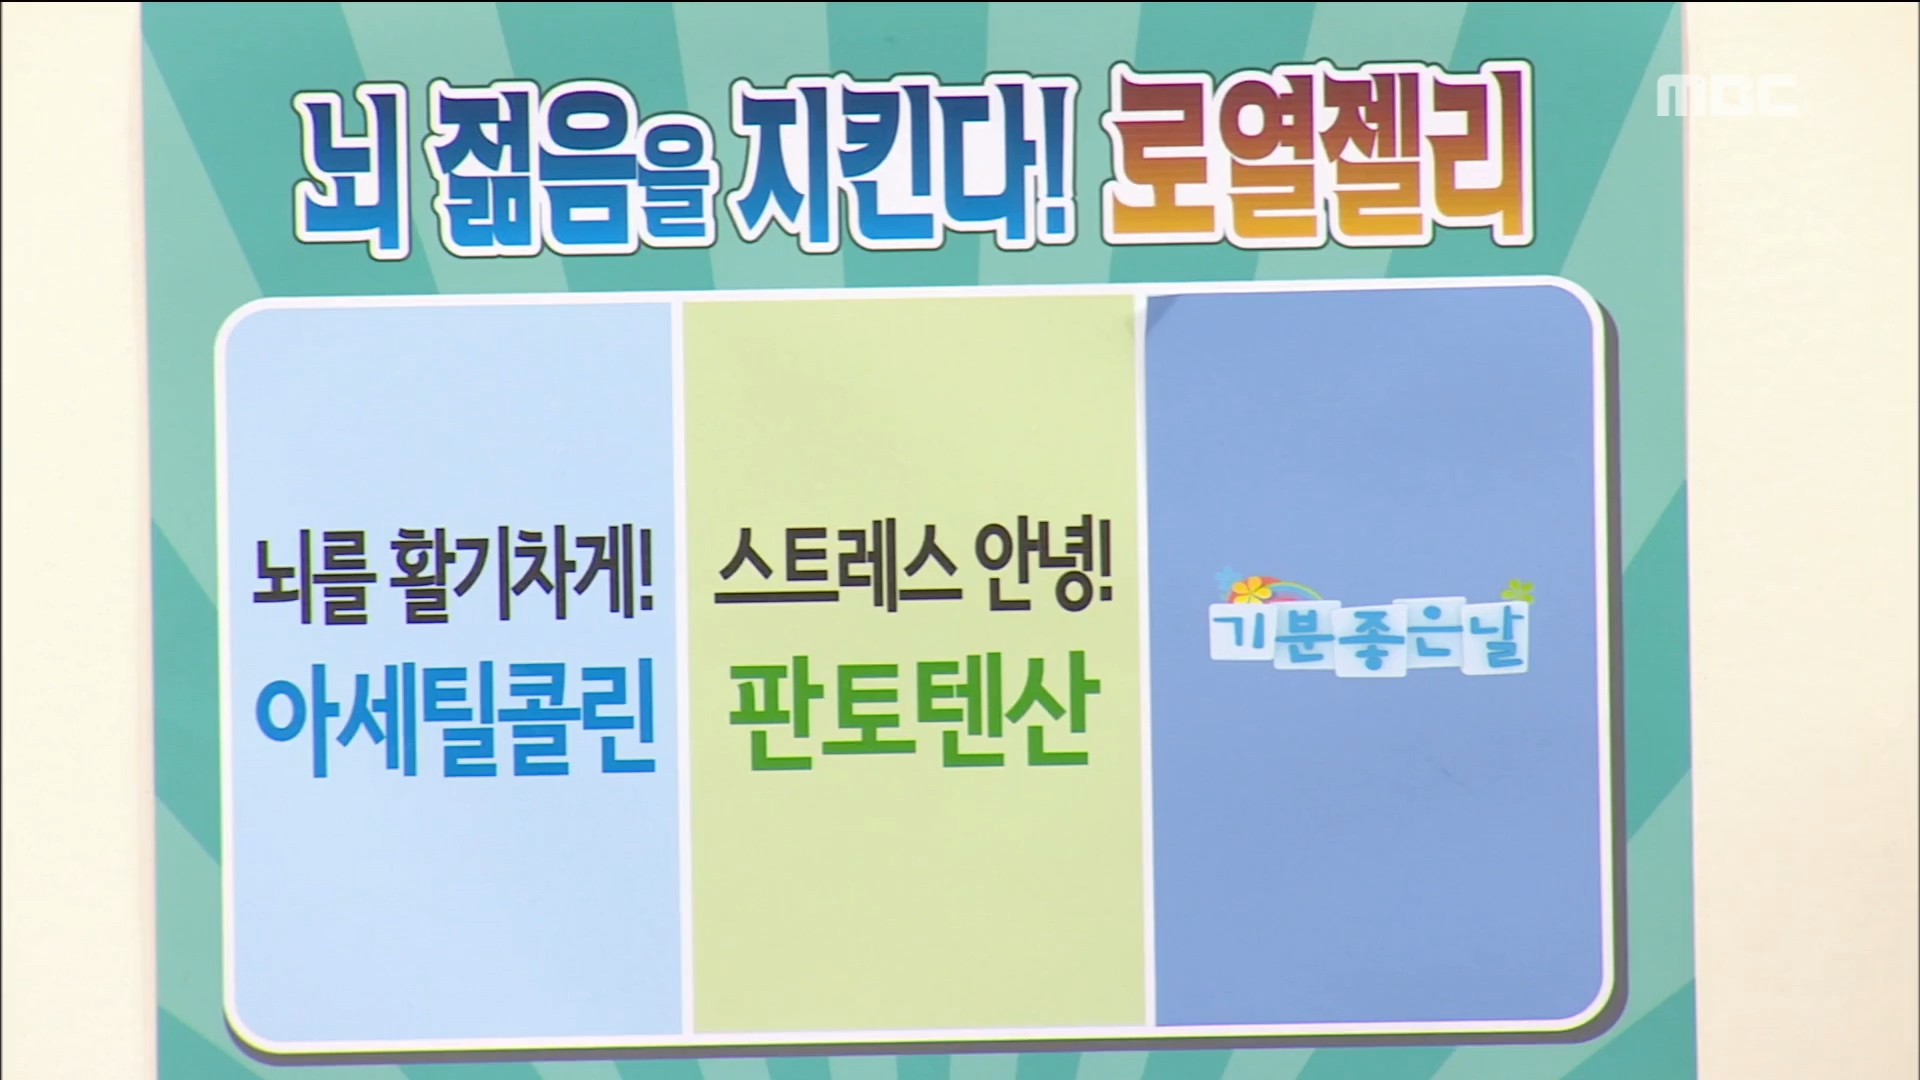 MBC
뇌 젊음을 지킨다! 로열젤리
뇌를 활기차게!
아세틸콜린
스트레스 안녕!
판토텐산
기분좋은날